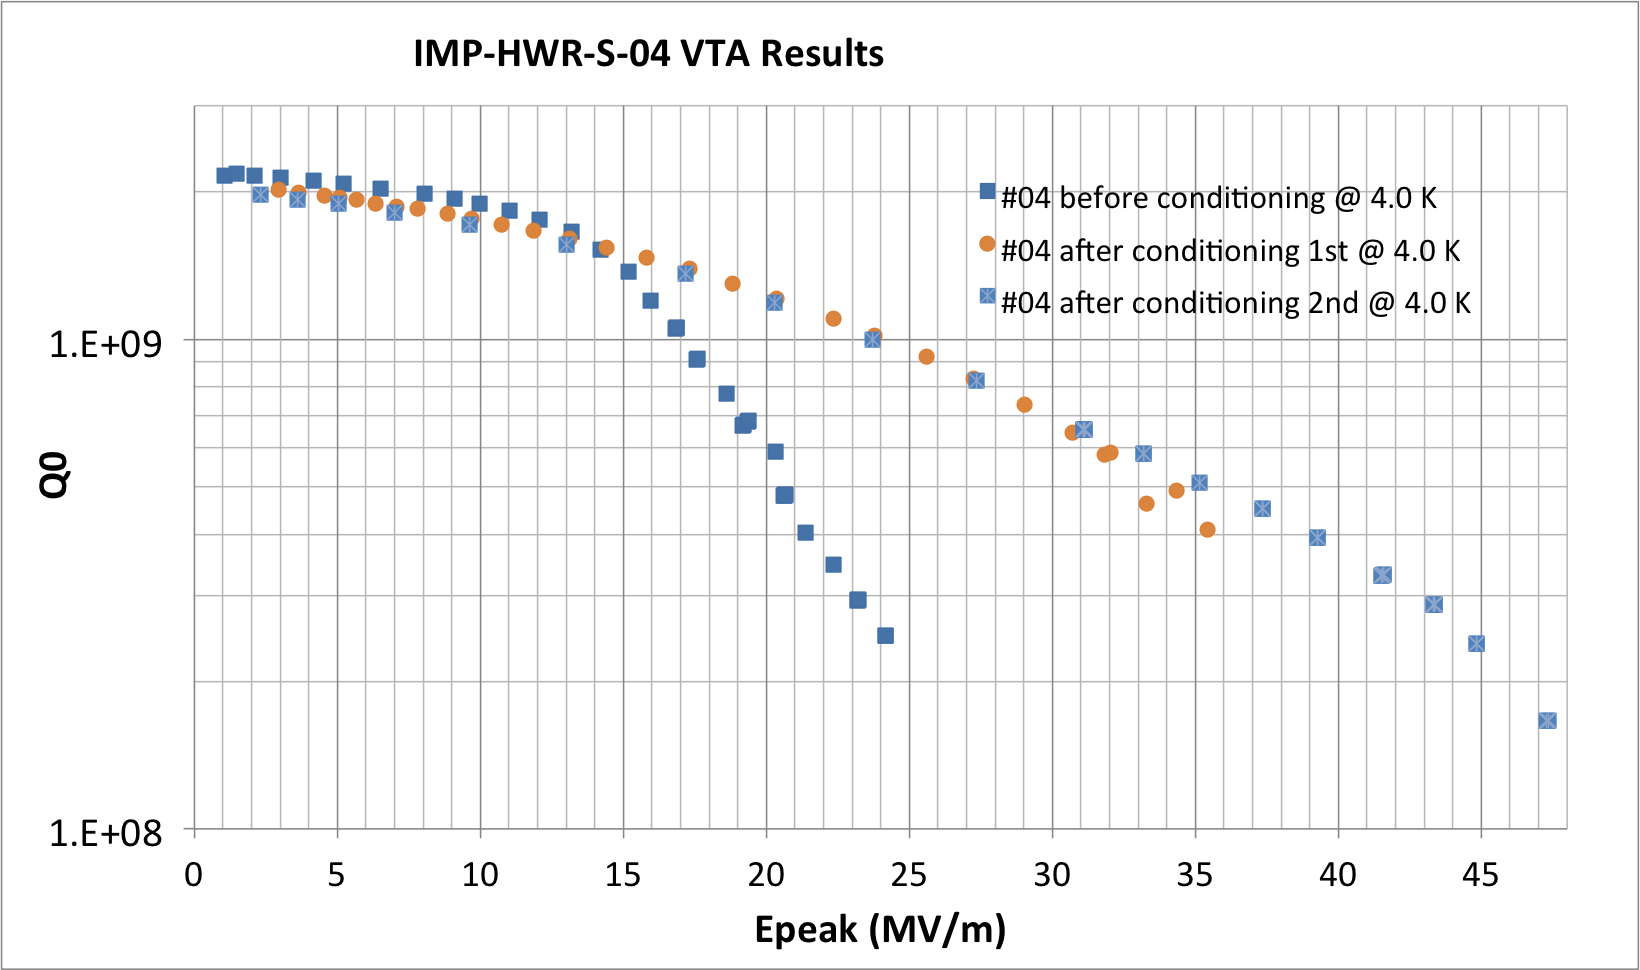 IMP-HWR-S-04 VTA Results
#04 before conditioning @ 4.0 K
#04 after conditioning 1st @ 4.0 K
#04 after conditioning 2nd @ 4.0 K
1.E+09
Q0
1.E+08
0 5 10 15 20 25 30 35 40 45
Epeak (MV/m)